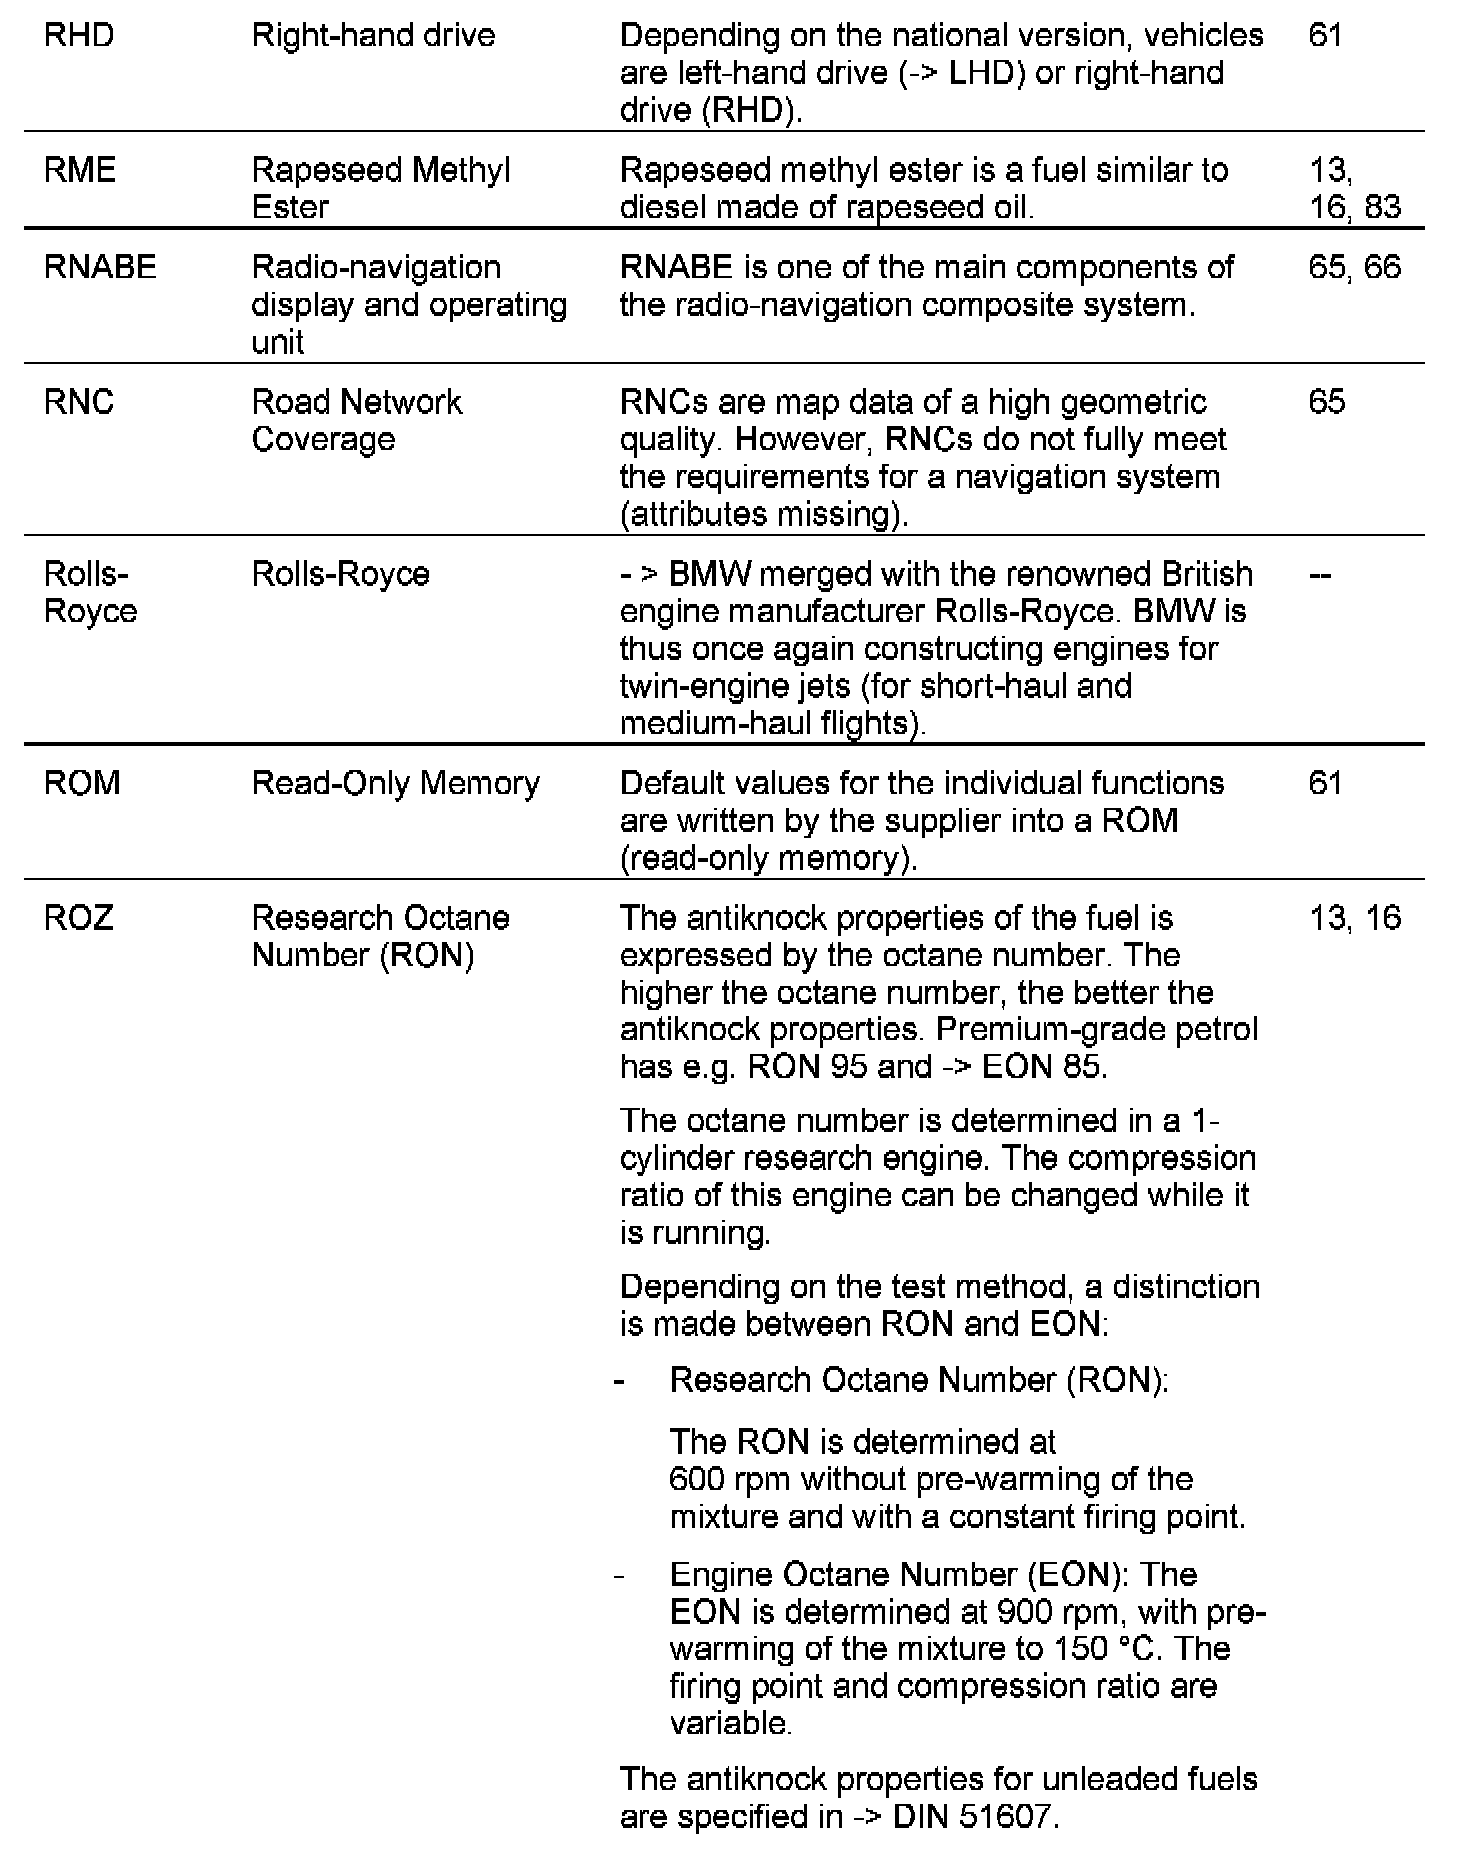 RHD Right-hand drive Depending on the national version, vehicles 61
are left-hand drive (-> LHD) or right-hand
drive (RHD).
RME Rapeseed Methyl Rapeseed methyl ester is a fuel similar to 13,
Ester diesel made of rapeseed oil. 16, 83
RNABE Radio-navigation RNABE is one of the main components of 65, 66
display and operating the radio-navigation composite system.
unit
RNC Road Network RNCs are map data of a high geometric 65
Coverage quality. However, RNCs do not fully meet
the requirements for a navigation system
(attributes missing).
Rolls- Rolls-Royce - > BMW merged with the renowned British --
Royce engine manufacturer Rolls-Royce. BMW is
thus once again constructing engines for
twin-engine jets (for short-haul and
medium-haul flights).
ROM Read-Only Memory Default values for the individual functions 61
are written by the supplier into a ROM
(read-only memory).
ROZ Research Octane The antiknock properties of the fuel is 13, 16
Number (RON) expressed by the octane number. The
higher the octane number, the better the
antiknock properties. Premium-grade petrol
has e.g. RON 95 and -> EON 85.
The octane number is determined in a 1-
cylinder research engine. The compression
ratio of this engine can be changed while it
is running.
Depending on the test method, a distinction
is made between RON and EON:
- Research Octane Number (RON):
The RON is determined at
600 rpm without pre-warming of the
mixture and with a constant firing point.
- Engine Octane Number (EON): The
EON is determined at 900 rpm, with pre-
warming of the mixture to 150 °C. The
firing point and compression ratio are
variable.
The antiknock properties for unleaded fuels
are specified in -> DIN 51607.